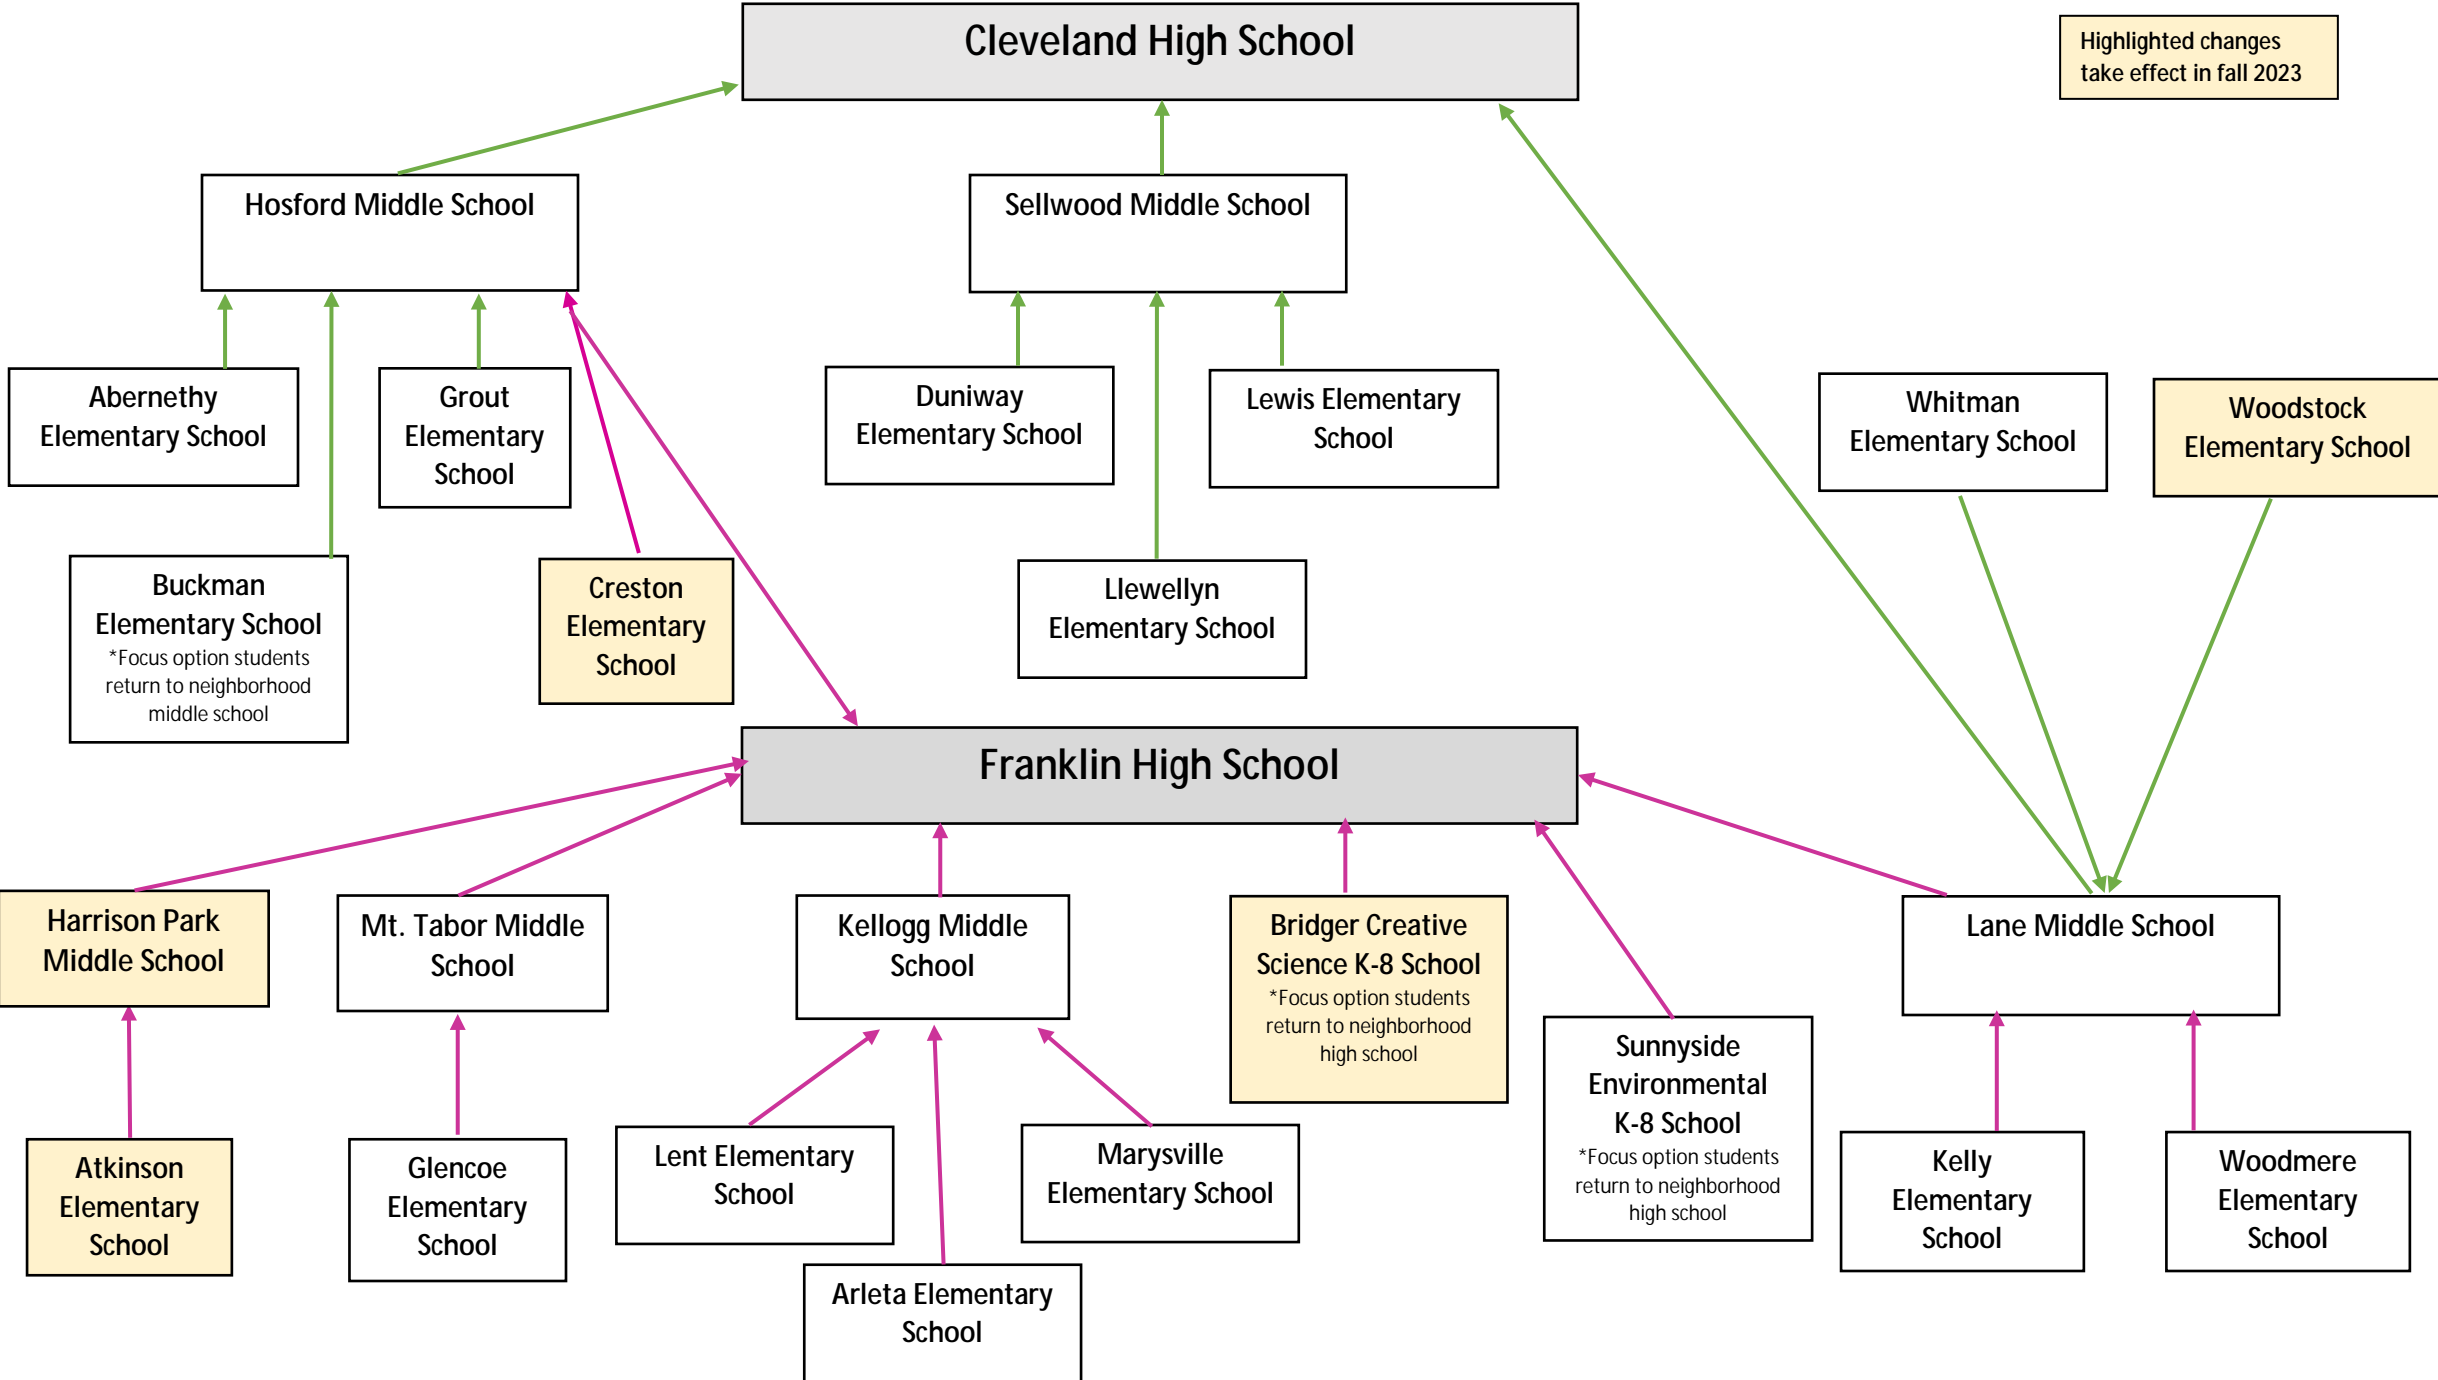 Cleveland High School
Highlighted changes
take effect in fall 2023
Hosford Middle School
Sellwood Middle School
Abernethy
Elementary School
Grout
Elementary
School
Duniway
Elementary School
Lewis Elementary
School
Whitman
Elementary School
Woodstock
Elementary School
Buckman
Elementary School
*Focus option students
return to neighborhood
middle school
Creston
Elementary
School
Llewellyn
Elementary School
Franklin High School
Harrison Park
Middle School
Mt. Tabor Middle
School
Kellogg Middle
School
Bridger Creative
Science K-8 School
*Focus option students
return to neighborhood
high school
Lane Middle School
Sunnyside
Environmental
K-8 School
*Focus option students
return to neighborhood
high school
Atkinson
Elementary
School
Glencoe
Elementary
School
Lent Elementary
School
Marysville
Elementary School
Kelly
Elementary
School
Woodmere
Elementary
School
Arleta Elementary
School